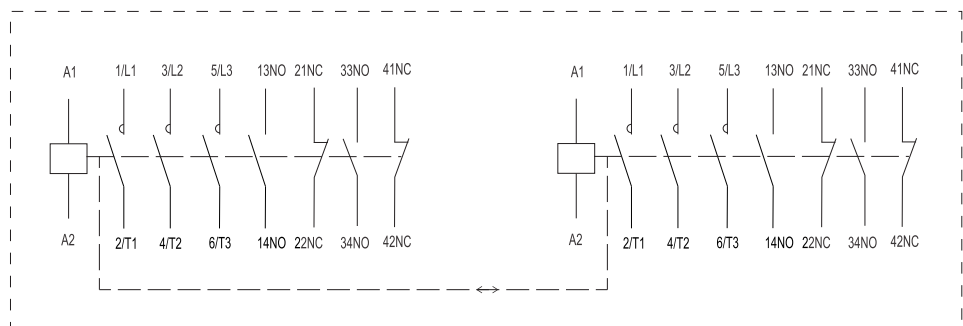 A1 1/L1 3/L2 5/L3 13NO 21NC 33NO 41NC A1 1/L1 3/L2 5/L3 13NO 21NC 33NO 41NC
A2 2/T1 4/T2 6/T3 14NO 22NC 34NO 42NC A2 2/T1 4/T2 6/T3 14NO 22NC 34NO 42NC